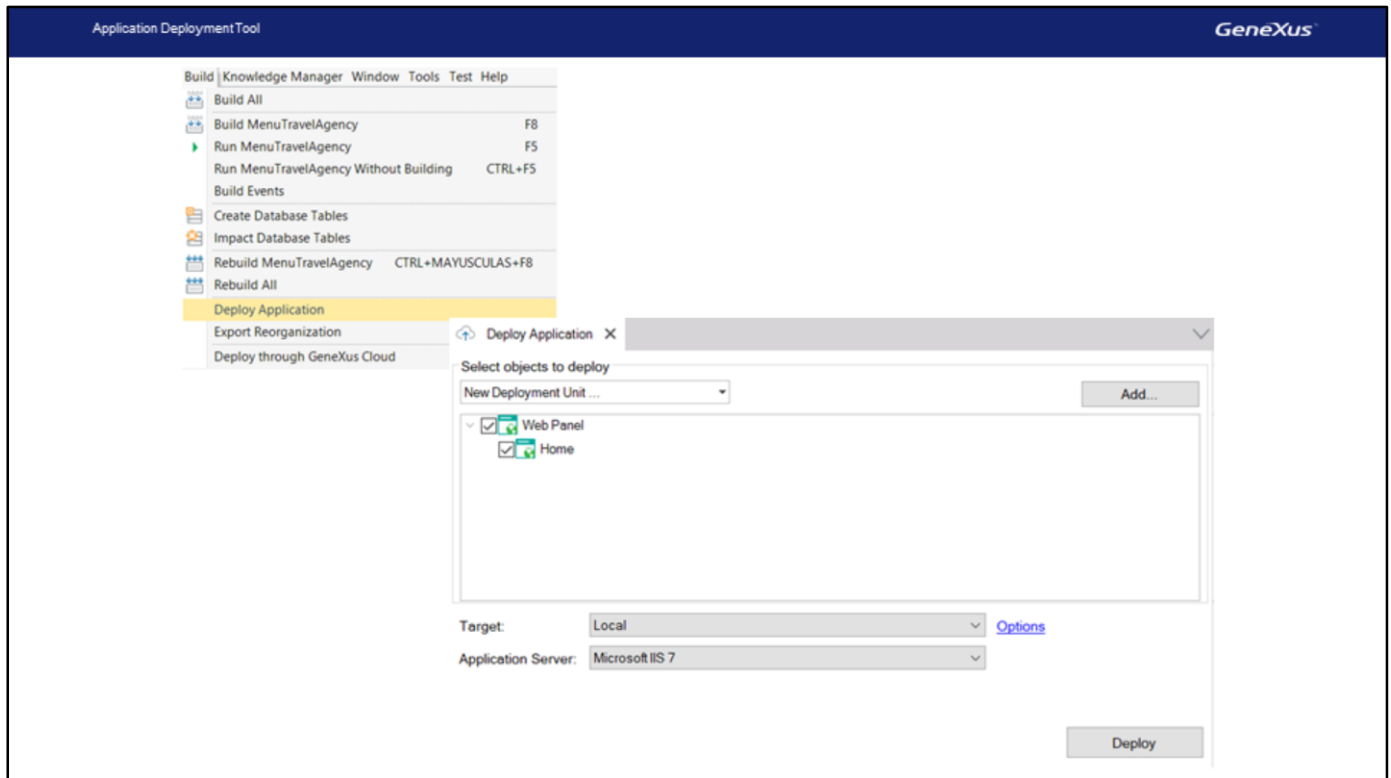 Application Deployment Tool
GeneXus
Build Knowledge Manager Window Tools Test Help
Build All
Build MenuTravelAgency F8
Run MenuTravelAgency F5
Run MenuTravelAgency Without Building CTRL+F5
Build Events
Create Database Tables
Impact Database Tables
Rebuild MenuTravelAgency CTRL+MAYUSCULAS+F8
Rebuild All
Deploy Application
Export Reorganization
Deploy through GeneXus Cloud
Deploy Application
Select objects to deploy
New Deployment Unit ...
Add...
Web Panel
Home
Target: Local Options
Application Server: Microsoft IIS 7
Deploy